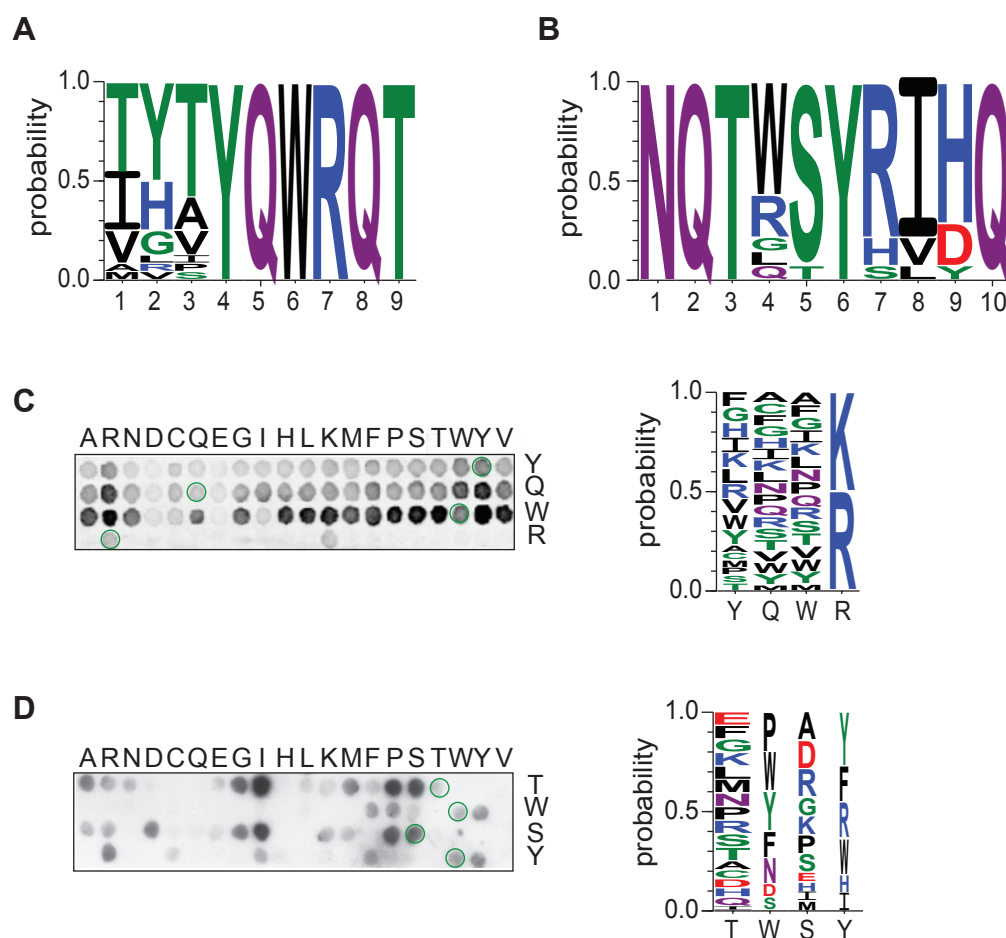 A
B
probability
1.0
0.5
0.0
T Y T Y Q W R Q T
I H A
V G V
A L I
M R P
V S
1 2 3 4 5 6 7 8 9
probability
1.0
0.5
0.0
N Q T W S Y R I H Q
R T H V D
G S L Y
L
Q
1 2 3 4 5 6 7 8 9 10
C
A R N D C Q E G I H L K M F P S T W Y V
Y
Q
W
R
probability
1.0
0.5
0.0
F A A K
G C F R
H F G
I G I
K H K
L I L
R K N
V L P
W N Q
Y P R
A Q S
C R T
M S V
P T W
S V Y
T W M
Y
M
Y Q W R
D
A R N D C Q E G I H L K M F P S T W Y V
T
W
S
Y
probability
1.0
0.5
0.0
E P A Y
F W D F
G Y R R
K F G W
L N K H
M D P I
N S S
P E
R H
S I
T M
A
C
D
H
Q
I
T W S Y